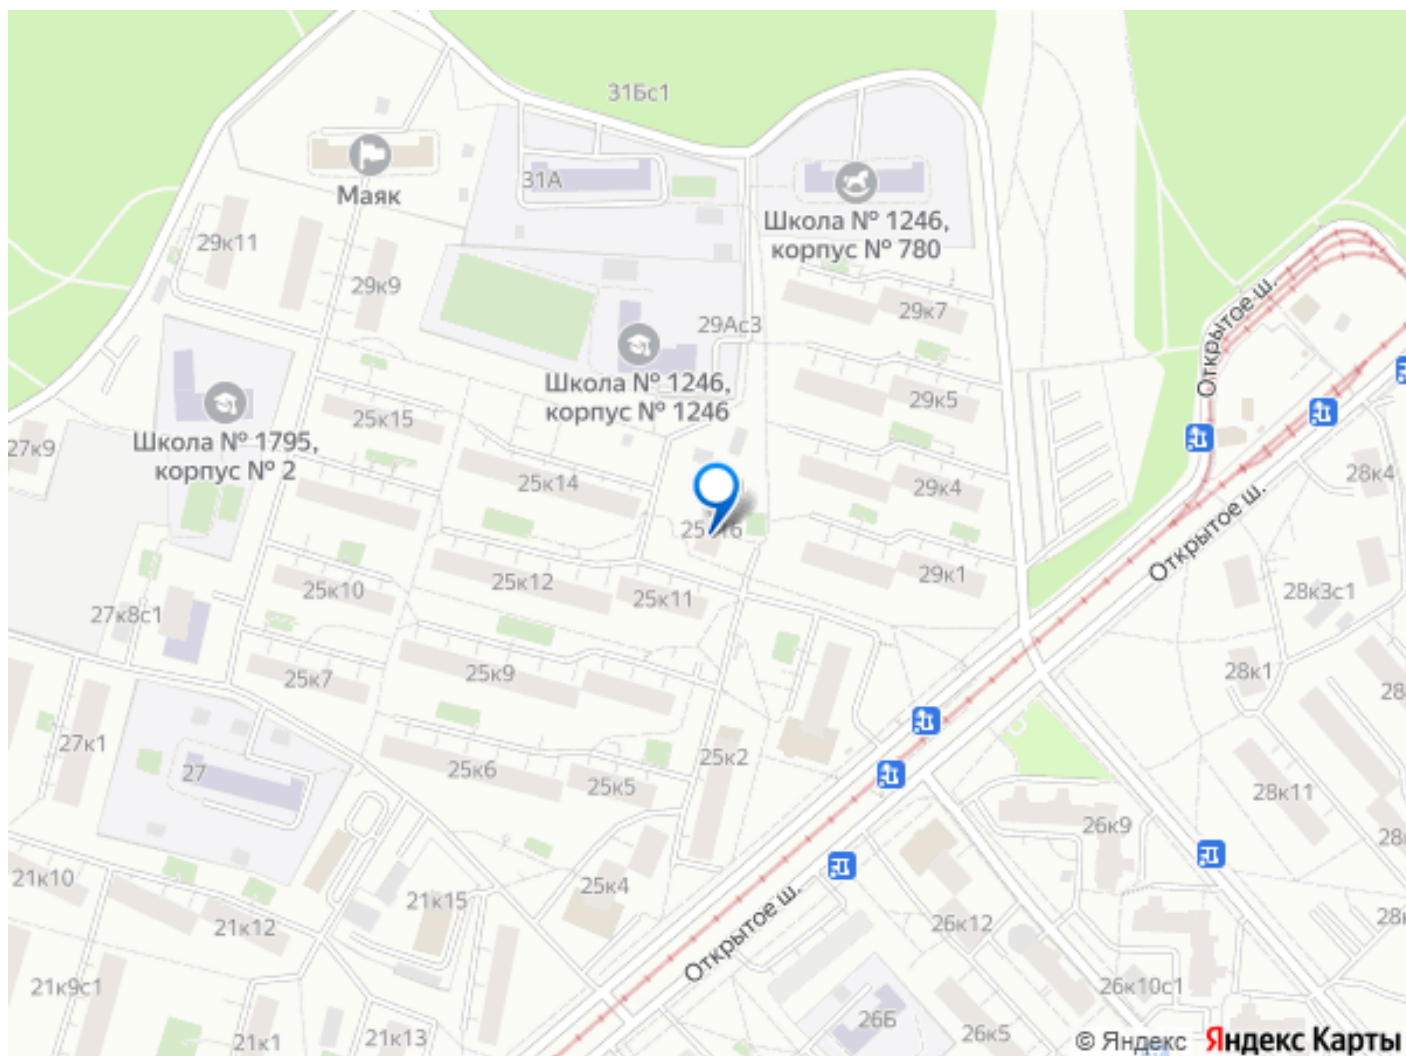 31Бс1
31А
Маяк
Школа № 1246,
корпус № 780
29к11
29к9
29к7
29Ас3
Открытое ш.
Школа № 1246,
корпус № 1246
29к5
25к15
Школа № 1795,
корпус № 2
27к9
25к14
29к4
28к4
Открытое ш.
25к10
25к12
25к11
29к1
28к3с1
27к8с1
25к7
25к9
28к1
28
27к1
27
25к6
25к5
25к2
28к11
26к9
28
21к10
25к4
21к15
21к12
26к12
28к
Открытое ш.
21к9с1
26к10с1
21к1
21к13
26Б
26к5
© Яндекс Яндекс Карты